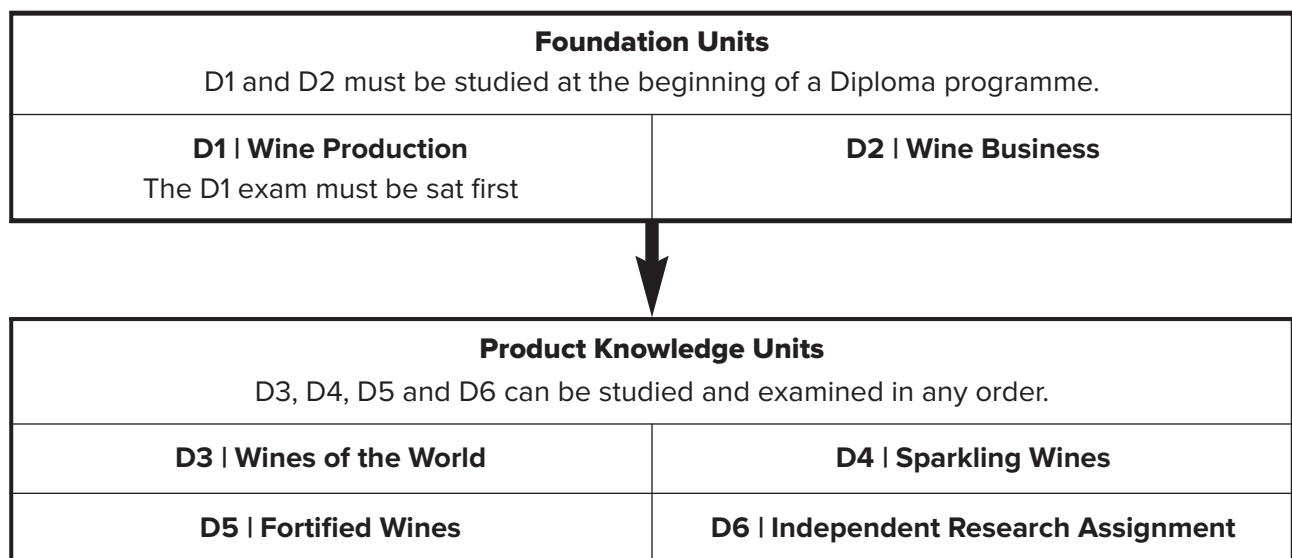 Foundation Units
D1 and D2 must be studied at the beginning of a Diploma programme.
D1 | Wine Production
The D1 exam must be sat first
D2 | Wine Business
Product Knowledge Units
D3, D4, D5 and D6 can be studied and examined in any order.
D3 | Wines of the World
D4 | Sparkling Wines
D5 | Fortified Wines
D6 | Independent Research Assignment